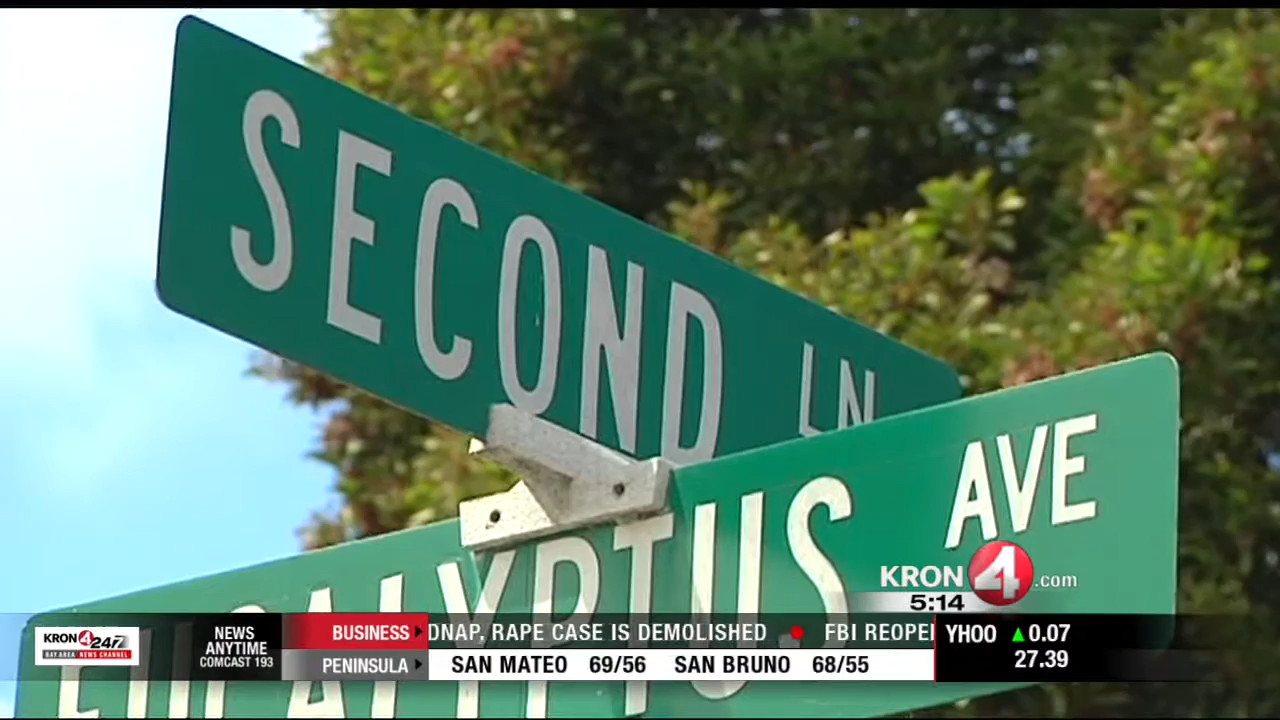 SECOND LN
EUCALYPTUS AVE
KRON 4 .com
5:14
KRON 4 24/7
BAY AREA NEWS CHANNEL
NEWS
ANYTIME
COMCAST 193
BUSINESS DNAP, RAPE CASE IS DEMOLISHED FBI REOPE
PENINSULA SAN MATEO 69/56 SAN BRUNO 68/55
YHOO 0.07
27.39